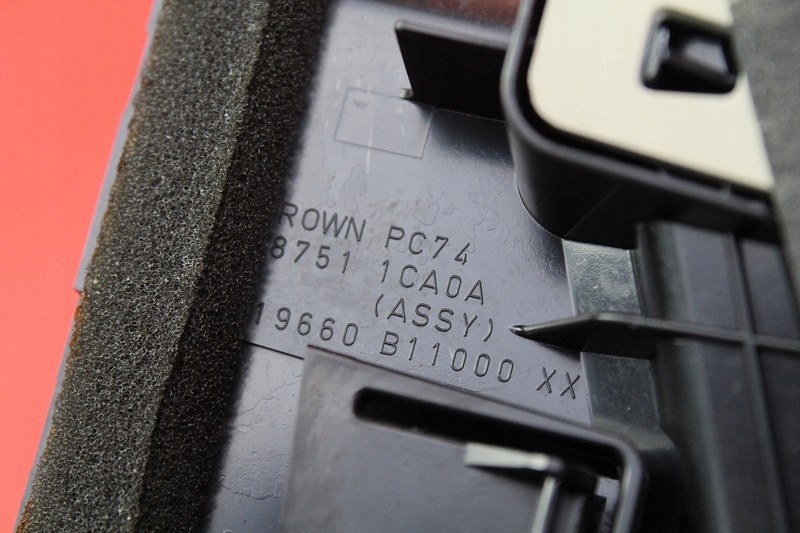 ROWN PC74
8751 1CA0A
(ASSY)
19660 B11000 XX